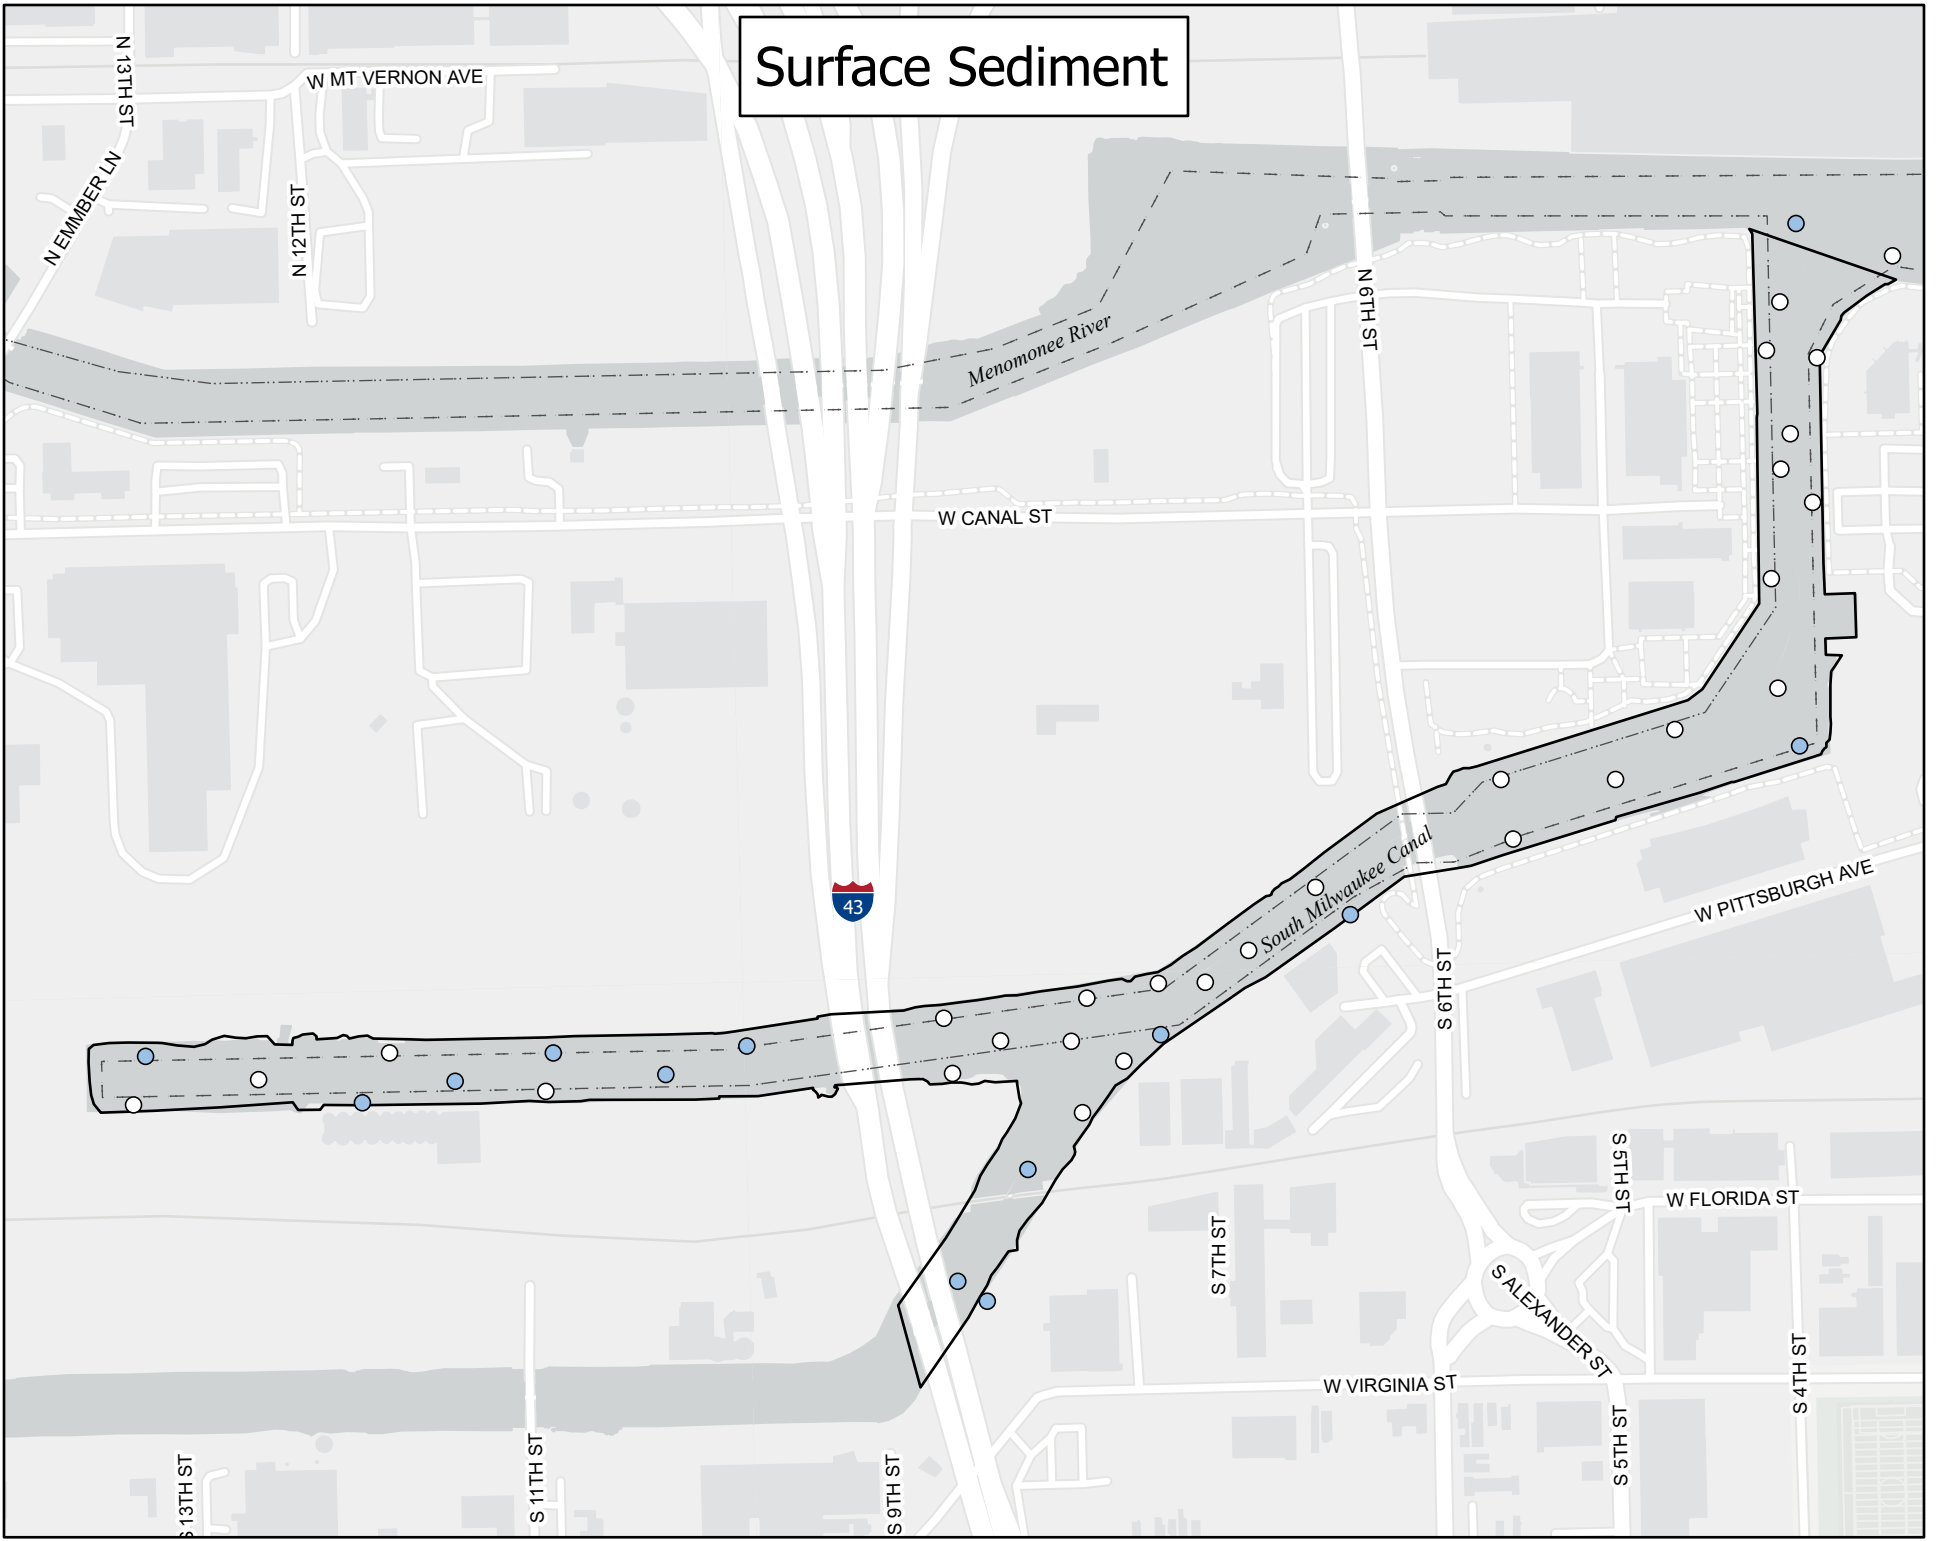 Surface Sediment
N 13TH ST
W MT VERNON AVE
N EMMBER LN
N 12TH ST
N 6TH ST
Menomonee River
W CANAL ST
43
South Milwaukee Canal
W PITTSBURGH AVE
S 6TH ST
S 5TH ST
W FLORIDA ST
S 7TH ST
S ALEXANDER ST
W VIRGINIA ST
S 4TH ST
S 5TH ST
S 13TH ST
S 11TH ST
S 9TH ST